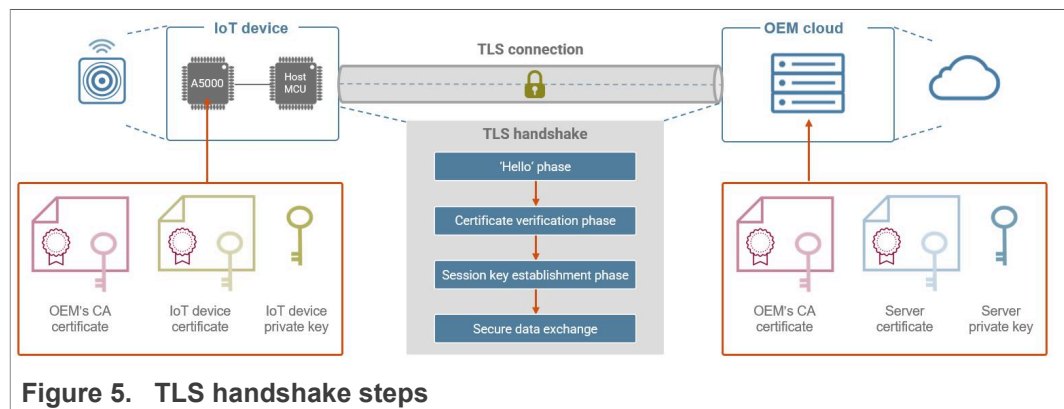 IoT device
OEM cloud
TLS connection
A5000
Host
MCU
TLS handshake
'Hello' phase
Certificate verification phase
Session key establishment phase
Secure data exchange
OEM's CA
certificate
IoT device
certificate
IoT device
private key
OEM's CA
certificate
Server
certificate
Server
private key
Figure 5. TLS handshake steps